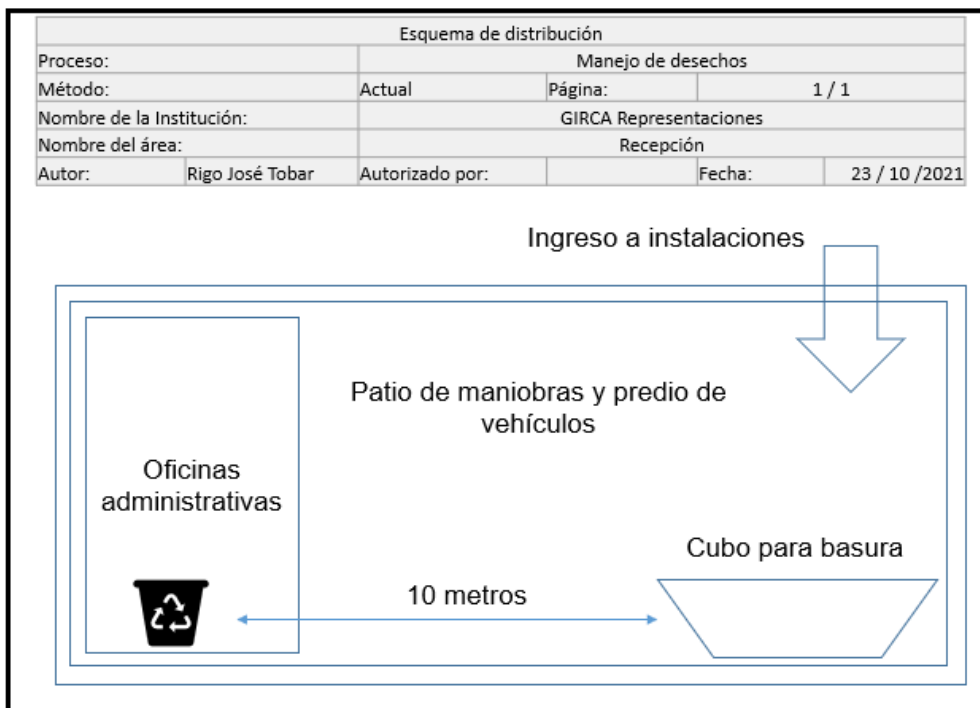 Esquema de distribución
Proceso: Manejo de desechos
Método: Actual Página: 1 / 1
Nombre de la Institución: GIRCA Representaciones
Nombre del área: Recepción
Autor: Rigo José Tobar Autorizado por: Fecha: 23 / 10 /2021
Ingreso a instalaciones
Patio de maniobras y predio de
vehículos
Oficinas
administrativas
Cubo para basura
10 metros